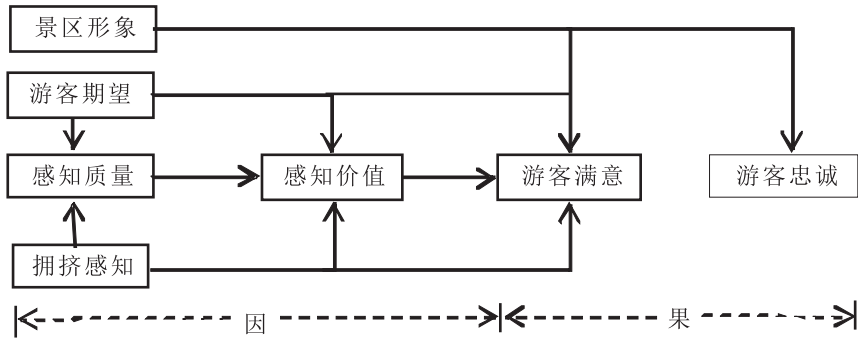 景区形象
游客期望
感知质量
感知价值
游客满意
游客忠诚
拥挤感知
因
果